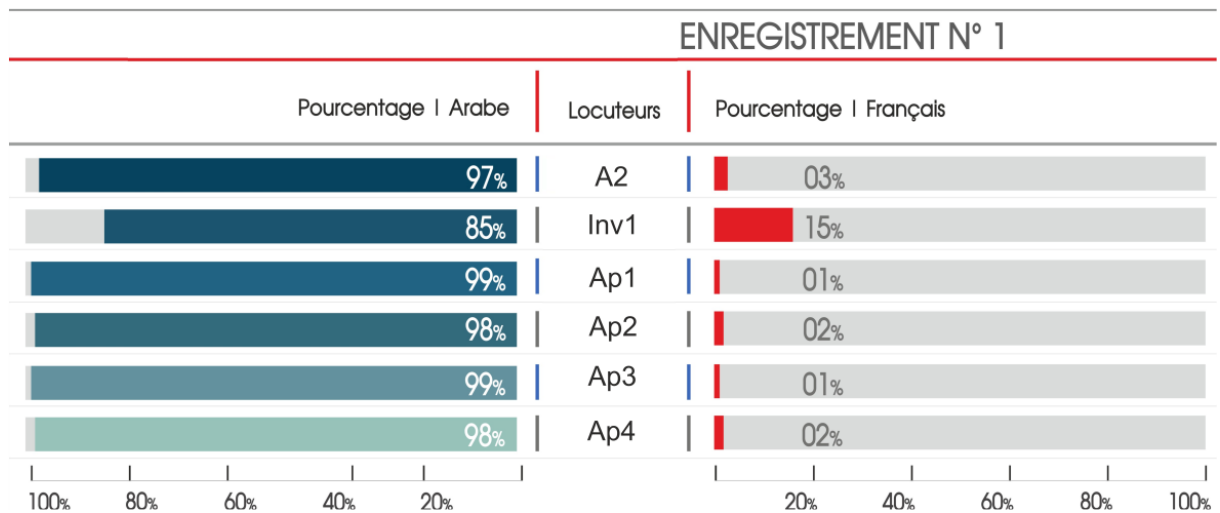 ENREGISTREMENT N° 1
Pourcentage | Arabe Locuteurs Pourcentage | Français
97% A2 03%
85% Inv1 15%
99% Ap1 01%
98% Ap2 02%
99% Ap3 01%
98% Ap4 02%
100% 80% 60% 40% 20% 20% 40% 60% 80% 100%